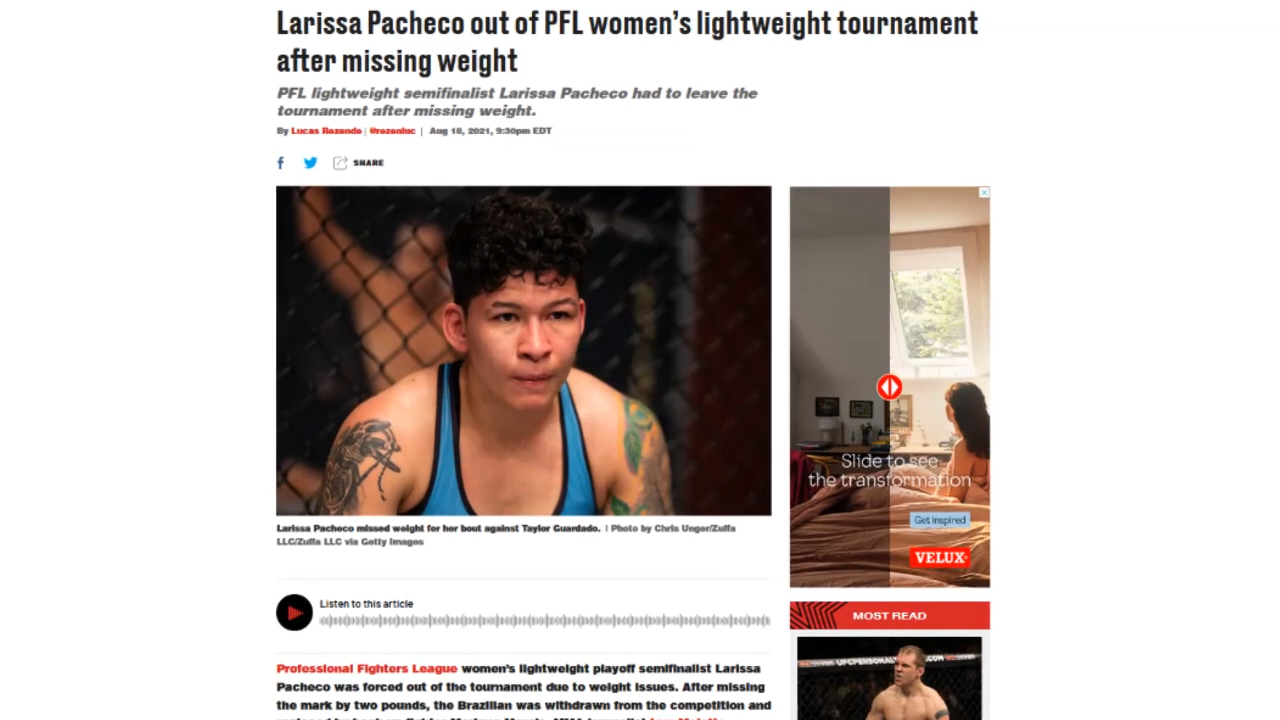 Larissa Pacheco out of PFL women's lightweight tournament
after missing weight
PFL lightweight semifinalist Larissa Pacheco had to leave the
tournament after missing weight.
By Lucas Rezende | @rezenluc | Aug 18, 2021, 9:30pm EDT
SHARE
Larissa Pacheco missed weight for her bout against Taylor Guardado. | Photo by Chris Unger/Zuffa
LLC/Zuffa LLC via Getty Images
Slide to see
the transformation
Get inspired
VELUX
Listen to this article
MOST READ
Professional Fighters League women's lightweight playoff semifinalist Larissa
Pacheco was forced out of the tournament due to weight issues. After missing
the mark by two pounds, the Brazilian was withdrawn from the competition and